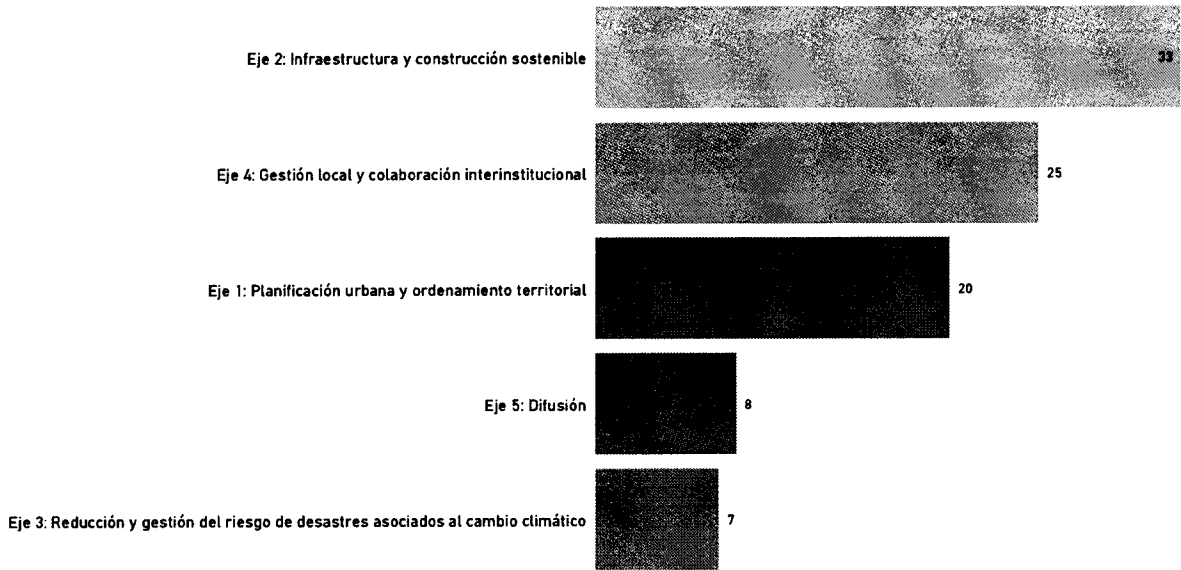 Eje 2: Infraestructura y construcción sostenible
33
Eje 4: Gestión local y colaboración interinstitucional
25
Eje 1: Planificación urbana y ordenamiento territorial
20
Eje 5: Difusión
8
Eje 3: Reducción y gestión del riesgo de desastres asociados al cambio climático
7